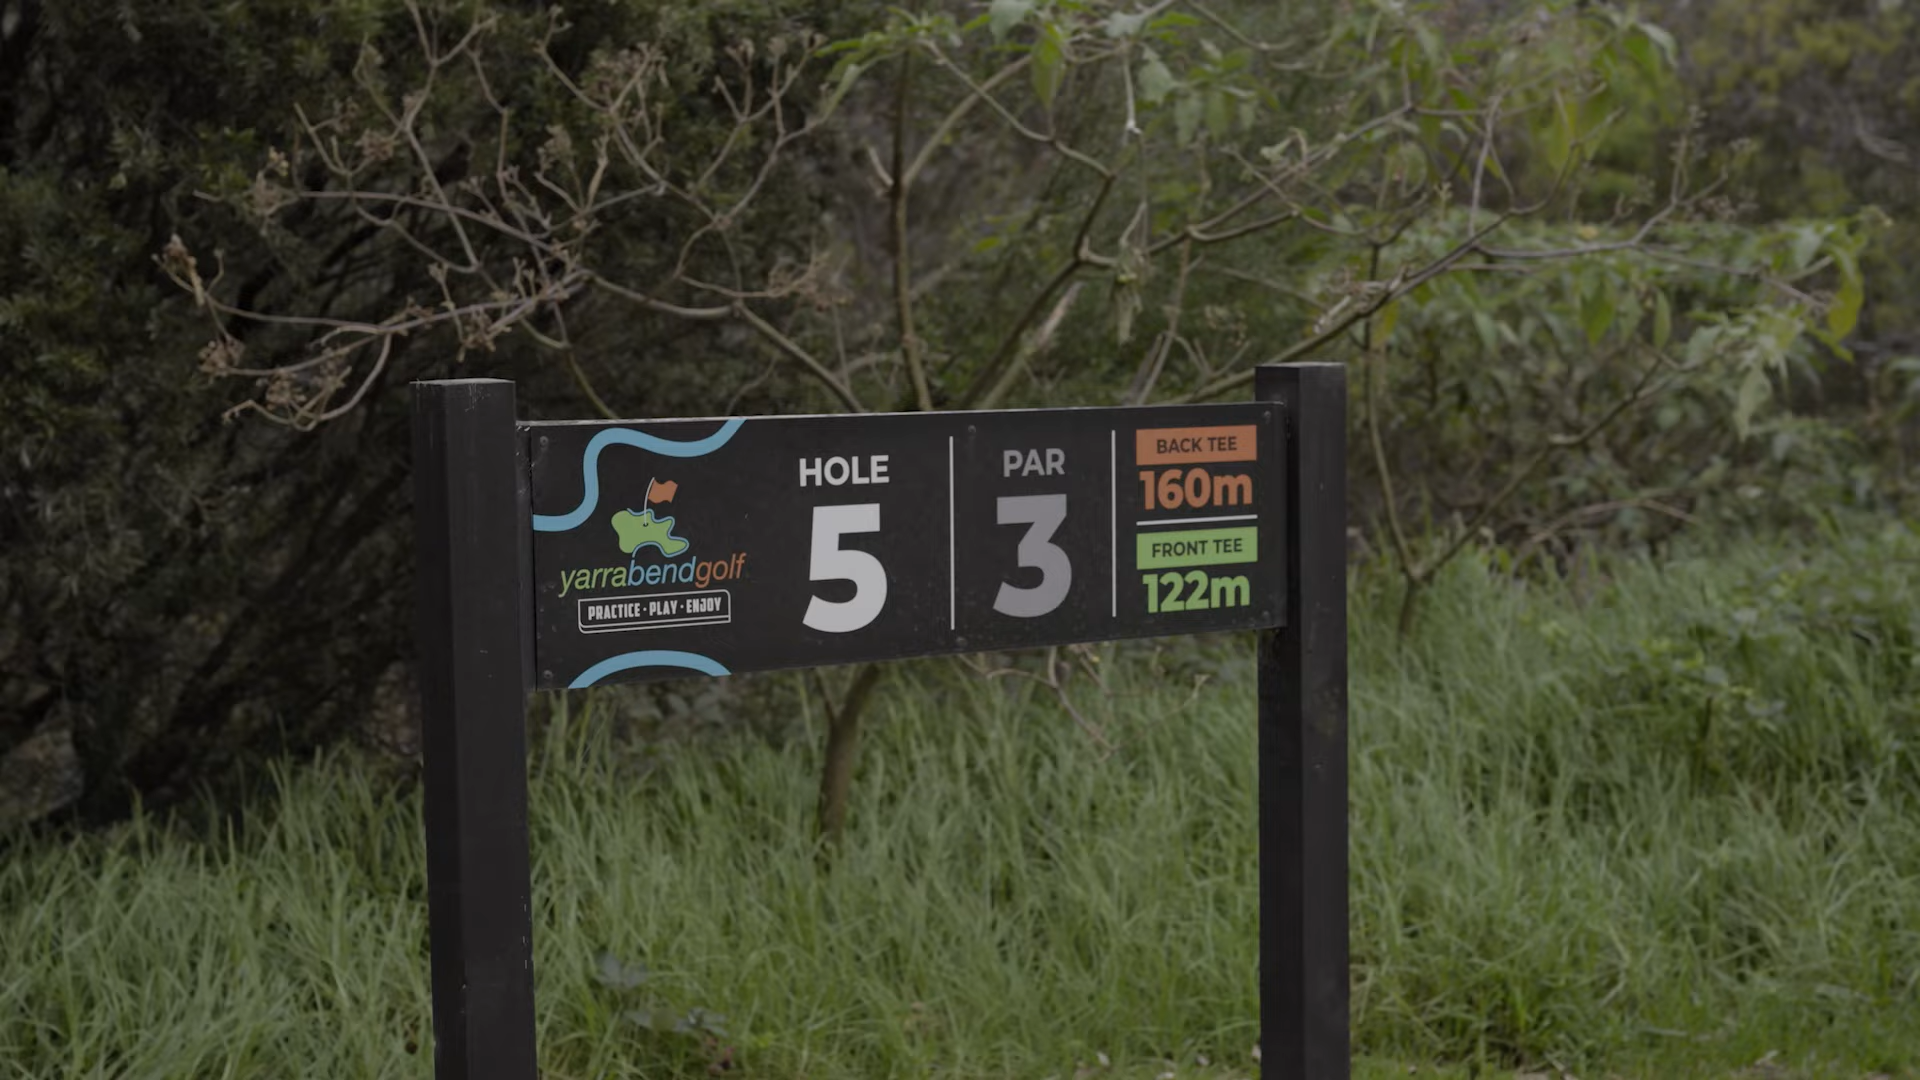 yarrabendgolf
PRACTICE · PLAY · ENJOY
HOLE
5
PAR
3
BACK TEE
160m
FRONT TEE
122m